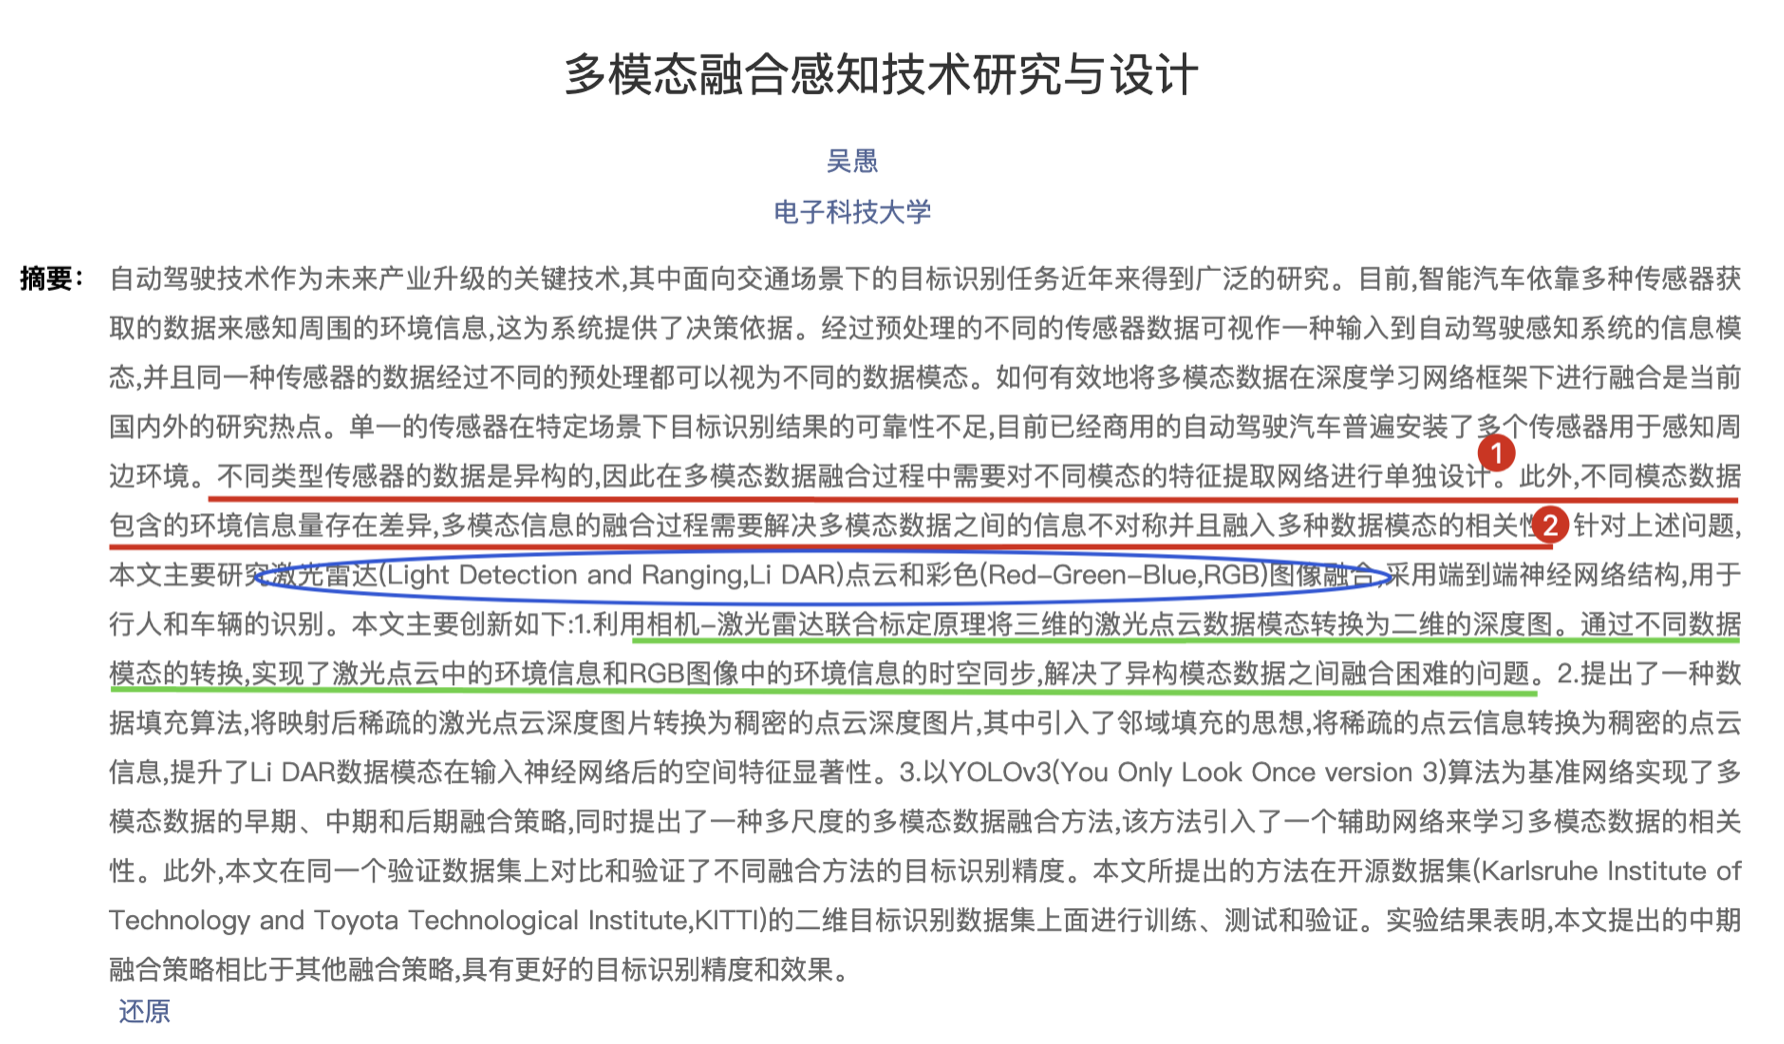 多模态融合感知技术研究与设计
吴愚
电子科技大学
摘要： 自动驾驶技术作为未来产业升级的关键技术,其中面向交通场景下的目标识别任务近年来得到广泛的研究。目前,智能汽车依靠多种传感器获
取的数据来感知周围的环境信息,这为系统提供了决策依据。经过预处理的不同的传感器数据可视作一种输入到自动驾驶感知系统的信息模
态,并且同一种传感器的数据经过不同的预处理都可以视为不同的数据模态。如何有效地将多模态数据在深度学习网络框架下进行融合是当前
国内外的研究热点。单一的传感器在特定场景下目标识别结果的可靠性不足,目前已经商用的自动驾驶汽车普遍安装了多个传感器用于感知周
1
边环境。不同类型传感器的数据是异构的,因此在多模态数据融合过程中需要对不同模态的特征提取网络进行单独设计。此外,不同模态数据
包含的环境信息量存在差异,多模态信息的融合过程需要解决多模态数据之间的信息不对称并且融入多种数据模态的相关性 2 针对上述问题,
本文主要研究激光雷达(Light Detection and Ranging,Li DAR)点云和彩色(Red-Green-Blue,RGB)图像融合,采用端到端神经网络结构,用于
行人和车辆的识别。本文主要创新如下:1.利用相机-激光雷达联合标定原理将三维的激光点云数据模态转换为二维的深度图。通过不同数据
模态的转换,实现了激光点云中的环境信息和RGB图像中的环境信息的时空同步,解决了异构模态数据之间融合困难的问题。2.提出了一种数
据填充算法,将映射后稀疏的激光点云深度图片转换为稠密的点云深度图片,其中引入了邻域填充的思想,将稀疏的点云信息转换为稠密的点云
信息,提升了Li DAR数据模态在输入神经网络后的空间特征显著性。3.以YOLOv3(You Only Look Once version 3)算法为基准网络实现了多
模态数据的早期、中期和后期融合策略,同时提出了一种多尺度的多模态数据融合方法,该方法引入了一个辅助网络来学习多模态数据的相关
性。此外,本文在同一个验证数据集上对比和验证了不同融合方法的目标识别精度。本文所提出的方法在开源数据集(Karlsruhe Institute of
Technology and Toyota Technological Institute,KITTI)的二维目标识别数据集上面进行训练、测试和验证。实验结果表明,本文提出的中期
融合策略相比于其他融合策略,具有更好的目标识别精度和效果。
还原